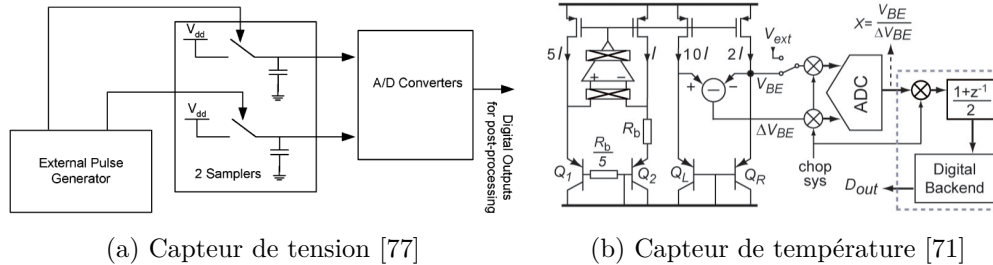 V_dd
V_dd
External Pulse
Generator
2 Samplers
A/D Converters
Digital Outputs
for post-processing
5I
I
10I
2I
V_ext
X = V_BE / ΔV_BE
+ −
+ −
V_BE
ΔV_BE
ADC
1+z^-1 / 2
R_b
R_b / 5
Q_1
Q_2
Q_L
Q_R
chop
sys
D_out
Digital
Backend
(a) Capteur de tension [77]
(b) Capteur de température [71]